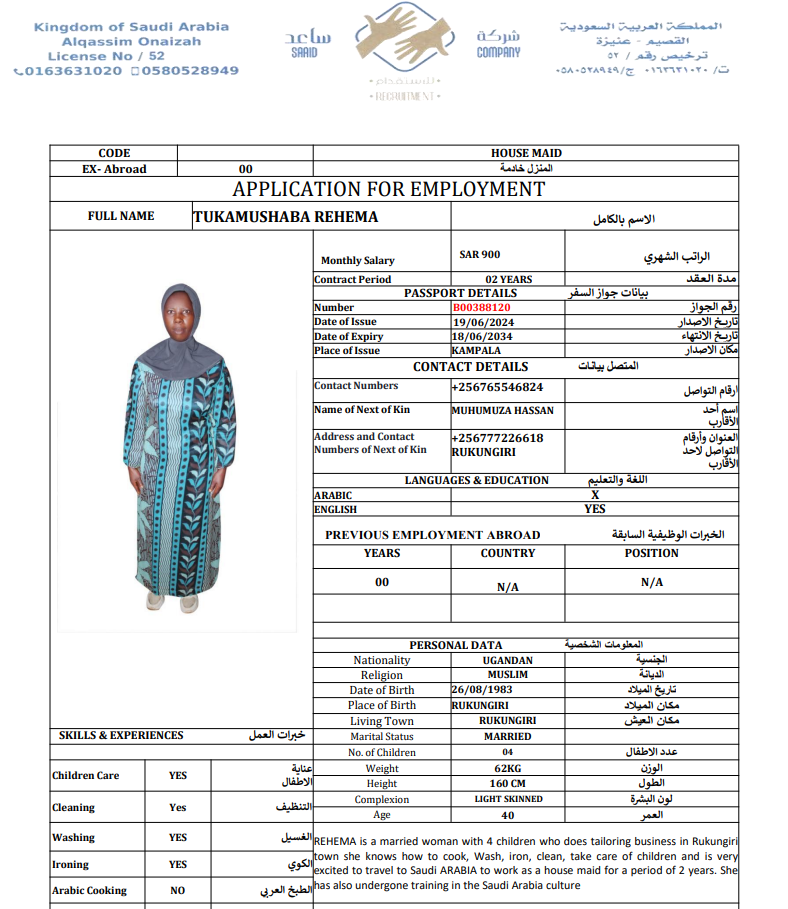 Kingdom of Saudi Arabia
Alqassim Onaizah
License No / 52
0163631020 0580528949
ساعد
SAAID
شركة
COMPANY
للاستقدام
RECRUITMENT
المملكة العربية السعودية
القصيم - عنيزة
ترخيص رقم / ٥٢
ت/ ٠١٦٣٦٣١٠٢٠ ج/٠٥٨٠٥٢٨٩٤٩
CODE HOUSE MAID
EX- Abroad 00 المنزل خادمة
APPLICATION FOR EMPLOYMENT
FULL NAME TUKAMUSHABA REHEMA الاسم بالكامل
Monthly Salary SAR 900 الراتب الشهري
Contract Period 02 YEARS مدة العقد
PASSPORT DETAILS بيانات جواز السفر
Number B00388120 رقم الجواز
Date of Issue 19/06/2024 تاريخ الاصدار
Date of Expiry 18/06/2034 تاريخ الانتهاء
Place of Issue KAMPALA مكان الاصدار
CONTACT DETAILS المتصل بيانات
Contact Numbers +256765546824 ارقام التواصل
Name of Next of Kin MUHUMUZA HASSAN اسم أحد
الأقارب
Address and Contact +256777226618 العنوان وأرقام
Numbers of Next of Kin RUKUNGIRI التواصل لاحد
الأقارب
LANGUAGES & EDUCATION اللغة والتعليم
ARABIC X
ENGLISH YES
PREVIOUS EMPLOYMENT ABROAD الخبرات الوظيفية السابقة
YEARS COUNTRY POSITION
00 N/A N/A
PERSONAL DATA المعلومات الشخصية
Nationality UGANDAN الجنسية
Religion MUSLIM الديانة
Date of Birth 26/08/1983 تاريخ الميلاد
Place of Birth RUKUNGIRI مكان الميلاد
Living Town RUKUNGIRI مكان العيش
Marital Status MARRIED
No. of Children 04 عدد الاطفال
Weight 62KG الوزن
Height 160 CM الطول
Complexion LIGHT SKINNED لون البشرة
Age 40 العمر
SKILLS & EXPERIENCES خبرات العمل
Children Care YES عناية
الاطفال
Cleaning Yes التنظيف
Washing YES الغسيل
Ironing YES الكوي
Arabic Cooking NO الطبخ العربي
REHEMA is a married woman with 4 children who does tailoring business in Rukungiri
town she knows how to cook, Wash, iron, clean, take care of children and is very
excited to travel to Saudi ARABIA to work as a house maid for a period of 2 years. She
has also undergone training in the Saudi Arabia culture